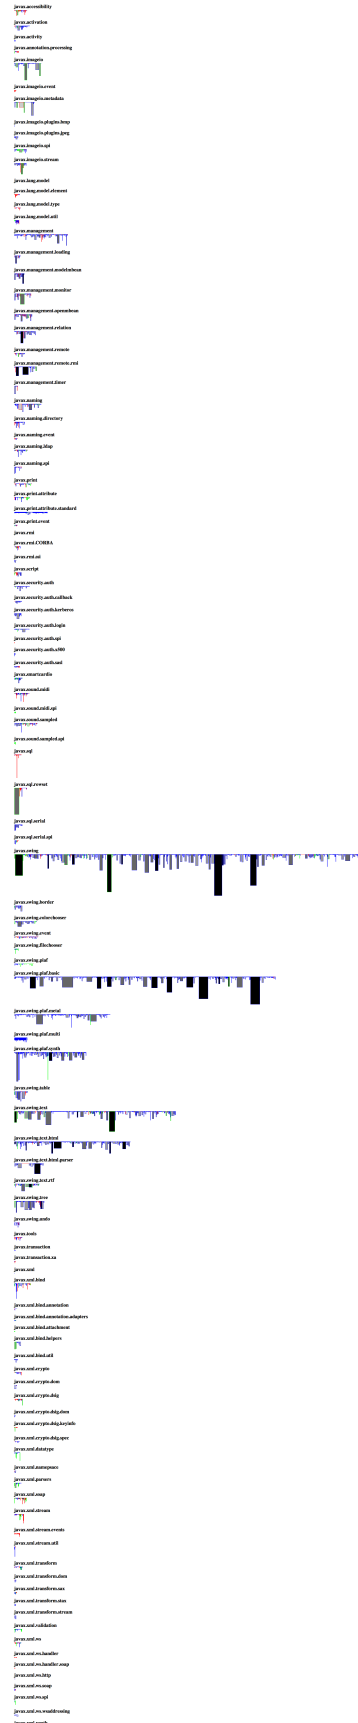 javax.accessibility
javax.activation
javax.activity
javax.annotation.processing
javax.imageio
javax.imageio.event
javax.imageio.metadata
javax.imageio.plugins.bmp
javax.imageio.plugins.jpeg
javax.imageio.spi
javax.imageio.stream
javax.lang.model
javax.lang.model.element
javax.lang.model.type
javax.lang.model.util
javax.management
javax.management.loading
javax.management.modelmbean
javax.management.monitor
javax.management.openmbean
javax.management.relation
javax.management.remote
javax.management.remote.rmi
javax.management.timer
javax.naming
javax.naming.directory
javax.naming.event
javax.naming.ldap
javax.naming.spi
javax.print
javax.print.attribute
javax.print.attribute.standard
javax.print.event
javax.rmi
javax.rmi.CORBA
javax.rmi.ssl
javax.script
javax.security.auth
javax.security.auth.callback
javax.security.auth.kerberos
javax.security.auth.login
javax.security.auth.spi
javax.security.auth.x500
javax.security.sasl
javax.smartcardio
javax.sound.midi
javax.sound.midi.spi
javax.sound.sampled
javax.sound.sampled.spi
javax.sql
javax.sql.rowset
javax.sql.rowset.serial
javax.sql.rowset.spi
javax.swing
javax.swing.border
javax.swing.colorchooser
javax.swing.event
javax.swing.filechooser
javax.swing.plaf
javax.swing.plaf.basic
javax.swing.plaf.metal
javax.swing.plaf.multi
javax.swing.plaf.synth
javax.swing.table
javax.swing.text
javax.swing.text.html
javax.swing.text.html.parser
javax.swing.text.rtf
javax.swing.tree
javax.swing.undo
javax.tools
javax.transaction
javax.transaction.xa
javax.xml
javax.xml.bind
javax.xml.bind.annotation
javax.xml.bind.annotation.adapters
javax.xml.bind.attachment
javax.xml.bind.helpers
javax.xml.bind.util
javax.xml.crypto
javax.xml.crypto.dom
javax.xml.crypto.dsig
javax.xml.crypto.dsig.dom
javax.xml.crypto.dsig.keyinfo
javax.xml.crypto.dsig.spec
javax.xml.datatype
javax.xml.namespace
javax.xml.parsers
javax.xml.soap
javax.xml.stream
javax.xml.stream.events
javax.xml.stream.util
javax.xml.transform
javax.xml.transform.dom
javax.xml.transform.sax
javax.xml.transform.stax
javax.xml.transform.stream
javax.xml.validation
javax.xml.ws
javax.xml.ws.handler
javax.xml.ws.handler.soap
javax.xml.ws.http
javax.xml.ws.soap
javax.xml.ws.spi
javax.xml.ws.wsaddressing